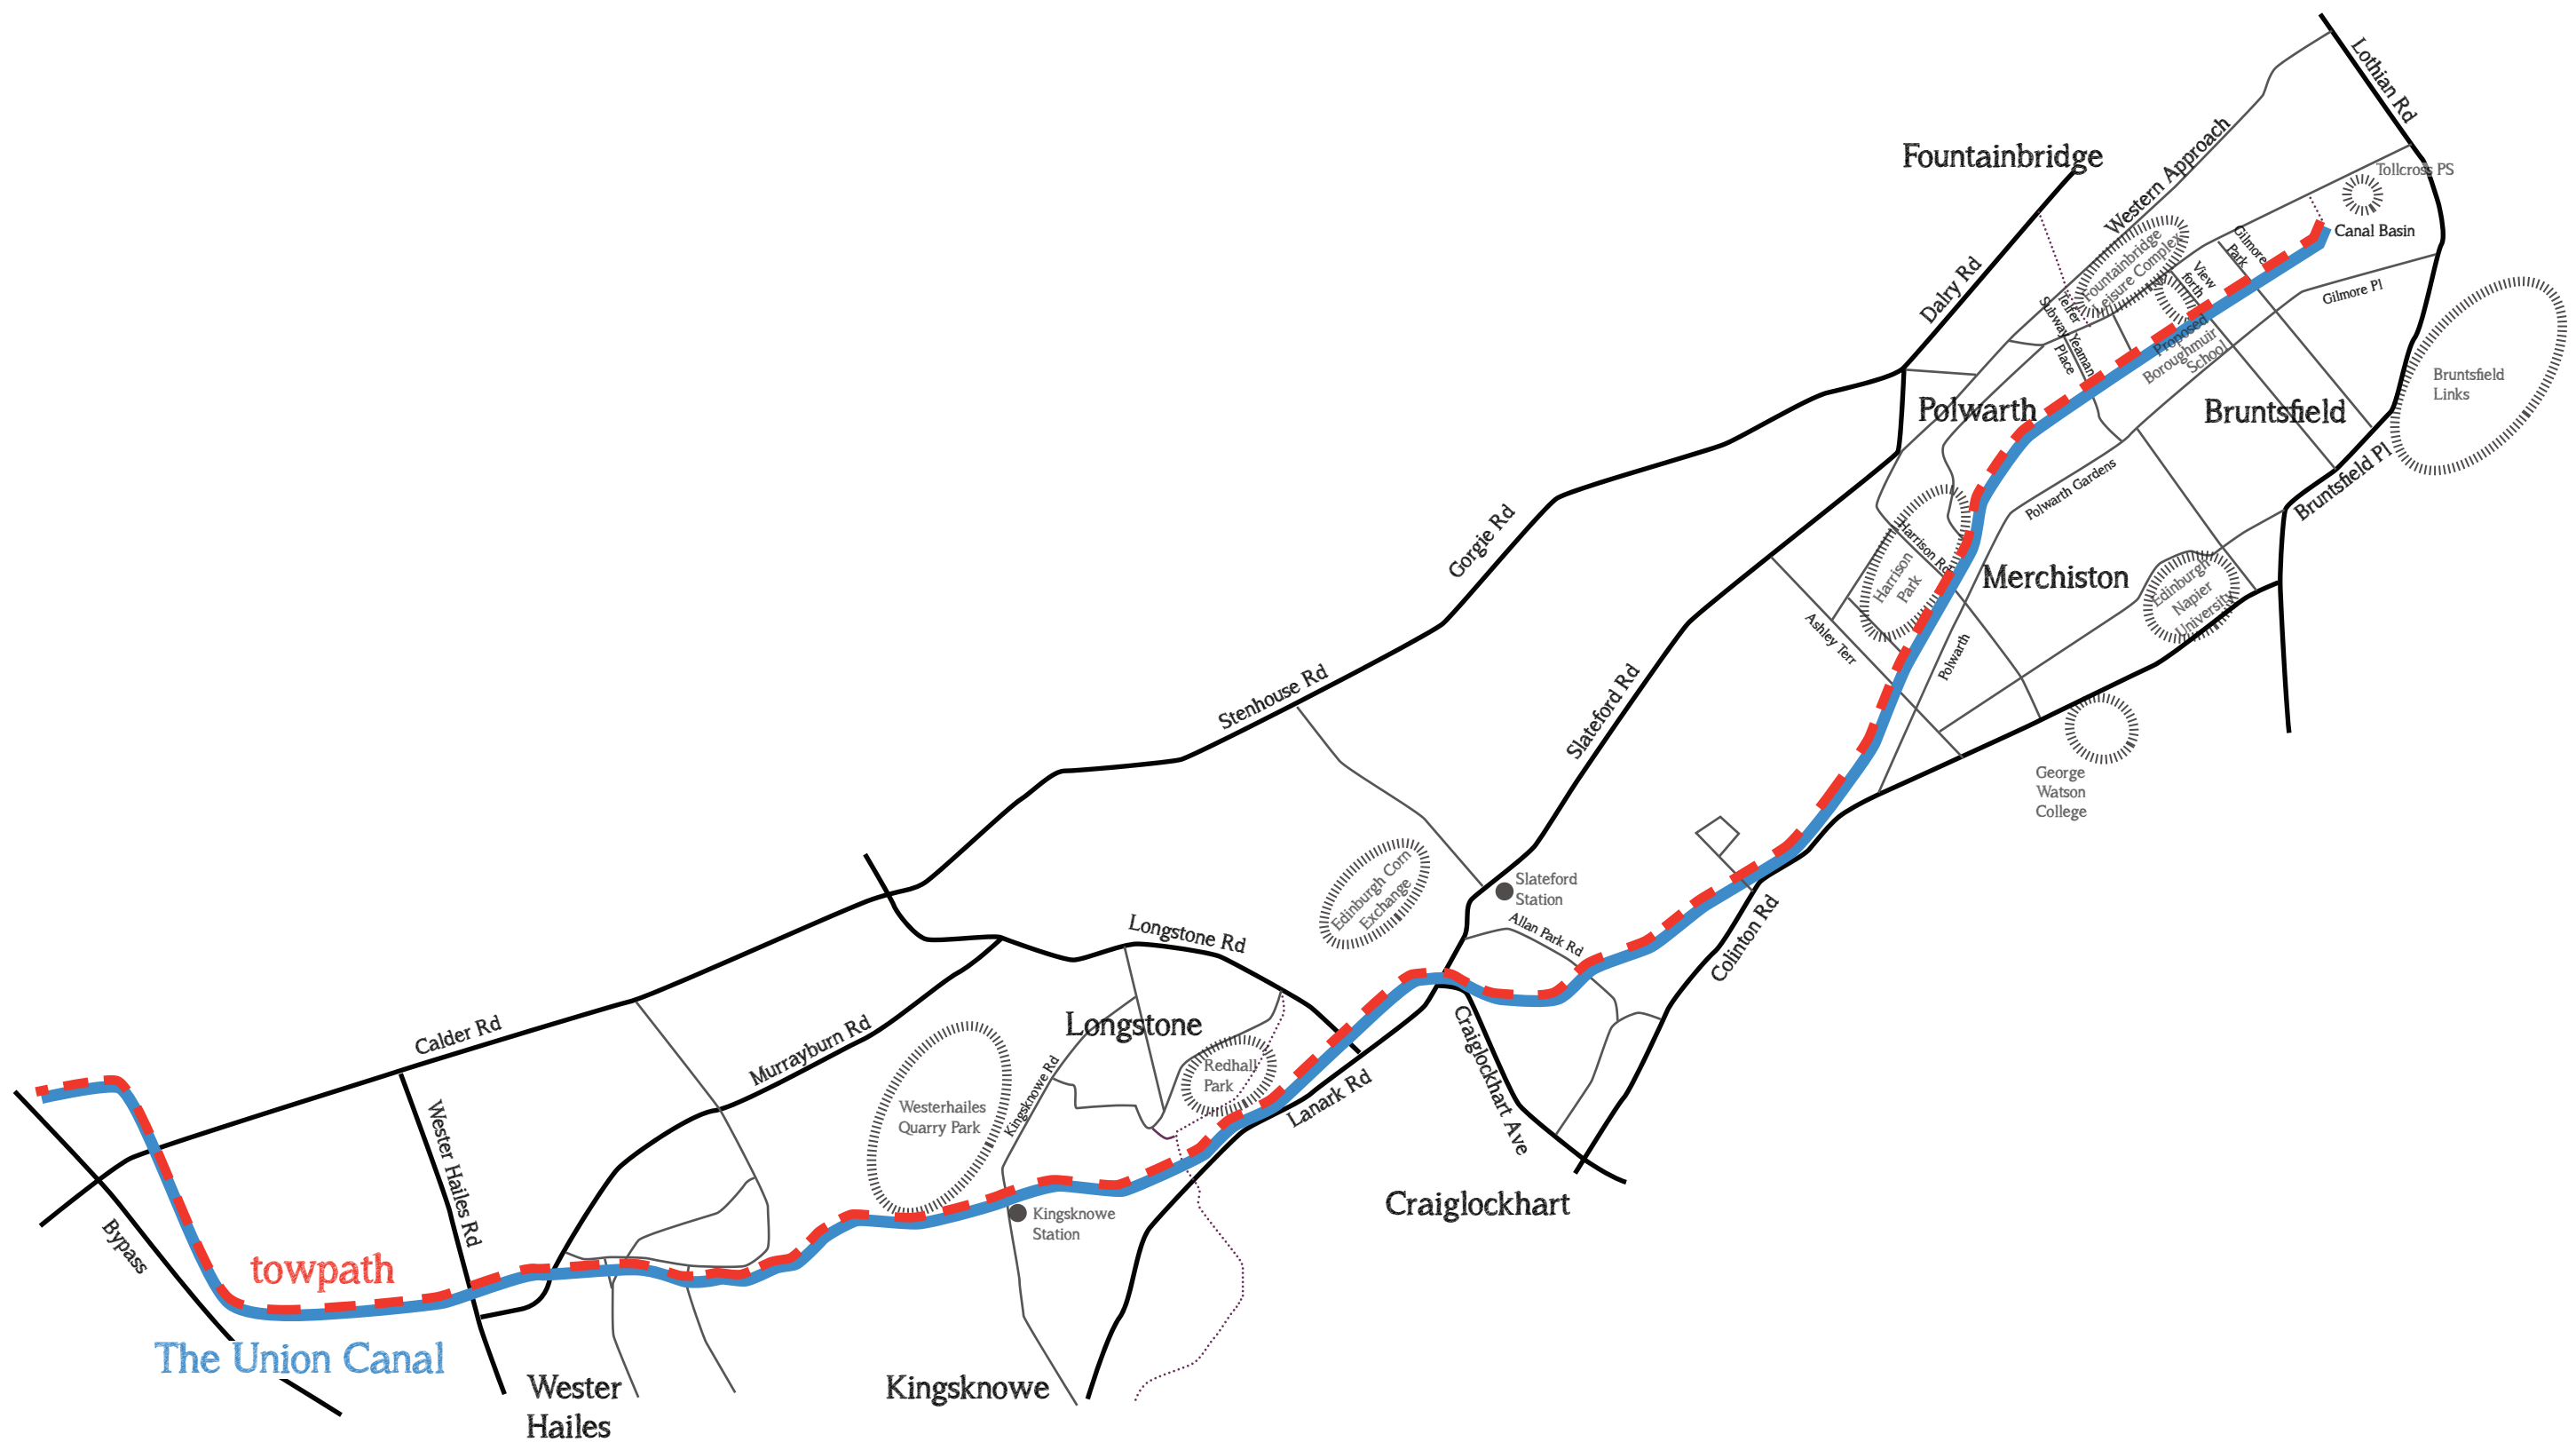 Lothian Rd
Western Approach
Fountainbridge
Tollcross PS
Canal Basin
Gilmore
Park
View
forth
Fountainbridge
Leisure Complex
Telfer
Subway
Yeaman
Place
Dalry Rd
Gilmore Pl
Proposed
Boroughmuir
School
Bruntsfield
Links
Polwarth
Bruntsfield
Bruntsfield Pl
Polwarth Gardens
Gorgie Rd
Harrison Rd
Harrison
Park
Merchiston
Edinburgh
Napier
University
Ashley Terr
Polwarth
Stenhouse Rd
Slateford Rd
George
Watson
College
Edinburgh Corn
Exchange
Slateford
Station
Allan Park Rd
Colinton Rd
Longstone Rd
Longstone
Calder Rd
Murrayburn Rd
Kingsknowe Rd
Redhall
Park
Lanark Rd
Craiglockhart Ave
Westerhailes
Quarry Park
Wester Hailes Rd
Craiglockhart
Kingsknowe
Station
Bypass
towpath
The Union Canal
Wester
Hailes
Kingsknowe